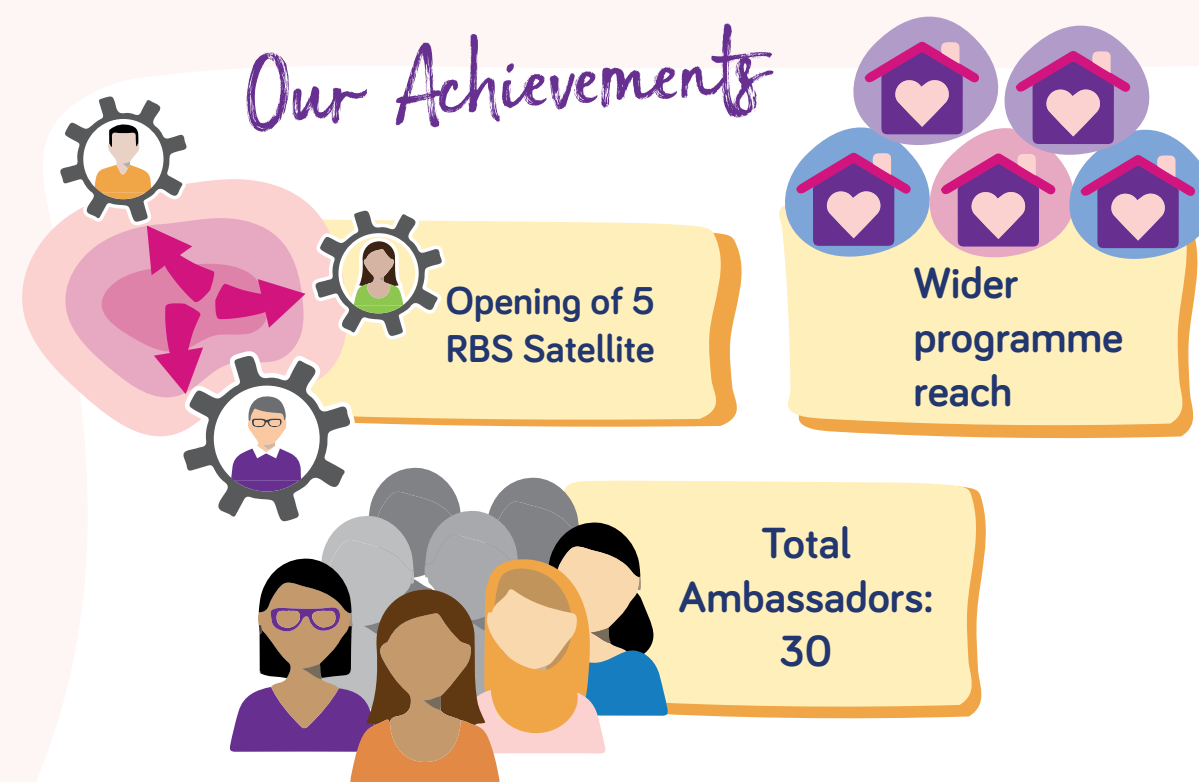 Our Achievements
Opening of 5
RBS Satellite
Wider
programme
reach
Total
Ambassadors:
30